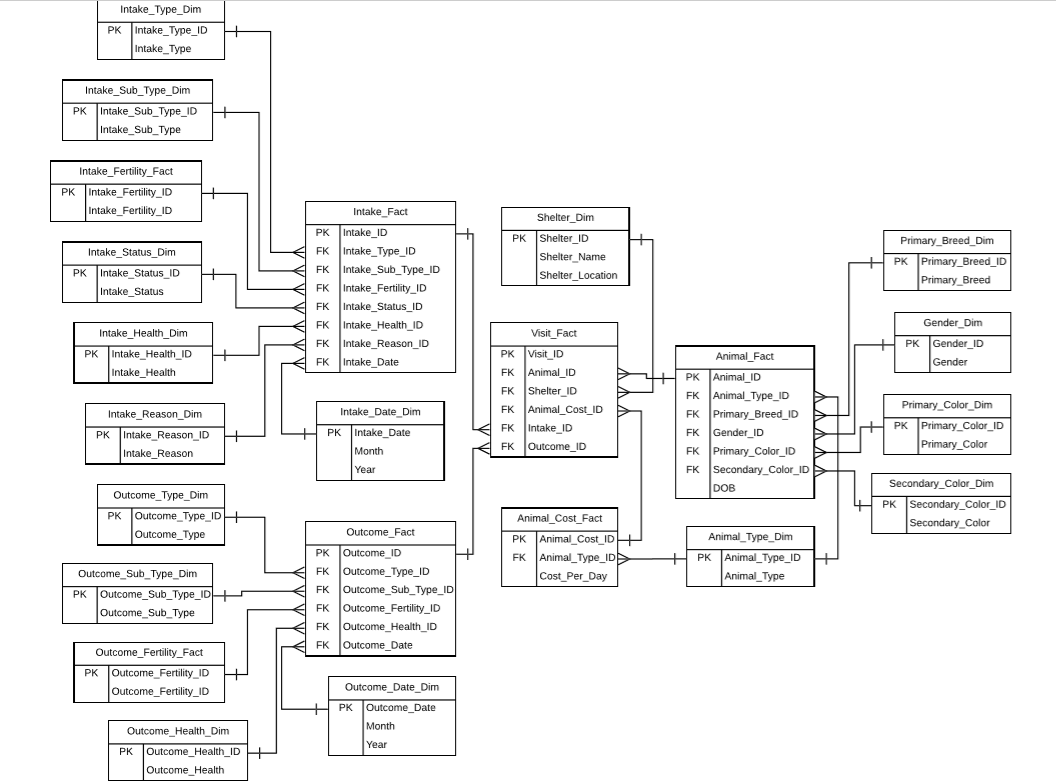 Intake_Type_Dim
PK Intake_Type_ID
Intake_Type
Intake_Sub_Type_Dim
PK Intake_Sub_Type_ID
Intake_Sub_Type
Intake_Fertility_Fact
PK Intake_Fertility_ID
Intake_Fertility_ID
Intake_Status_Dim
PK Intake_Status_ID
Intake_Status
Intake_Health_Dim
PK Intake_Health_ID
Intake_Health
Intake_Reason_Dim
PK Intake_Reason_ID
Intake_Reason
Outcome_Type_Dim
PK Outcome_Type_ID
Outcome_Type
Outcome_Sub_Type_Dim
PK Outcome_Sub_Type_ID
Outcome_Sub_Type
Outcome_Fertility_Fact
PK Outcome_Fertility_ID
Outcome_Fertility_ID
Outcome_Health_Dim
PK Outcome_Health_ID
Outcome_Health
Intake_Fact
PK Intake_ID
FK Intake_Type_ID
FK Intake_Sub_Type_ID
FK Intake_Fertility_ID
FK Intake_Status_ID
FK Intake_Health_ID
FK Intake_Reason_ID
FK Intake_Date
Intake_Date_Dim
PK Intake_Date
Month
Year
Outcome_Fact
PK Outcome_ID
FK Outcome_Type_ID
FK Outcome_Sub_Type_ID
FK Outcome_Fertility_ID
FK Outcome_Health_ID
FK Outcome_Date
Outcome_Date_Dim
PK Outcome_Date
Month
Year
Shelter_Dim
PK Shelter_ID
Shelter_Name
Shelter_Location
Visit_Fact
PK Visit_ID
FK Animal_ID
FK Shelter_ID
FK Animal_Cost_ID
FK Intake_ID
FK Outcome_ID
Animal_Cost_Fact
PK Animal_Cost_ID
FK Animal_Type_ID
Cost_Per_Day
Animal_Fact
PK Animal_ID
FK Animal_Type_ID
FK Primary_Breed_ID
FK Gender_ID
FK Primary_Color_ID
FK Secondary_Color_ID
DOB
Animal_Type_Dim
PK Animal_Type_ID
Animal_Type
Primary_Breed_Dim
PK Primary_Breed_ID
Primary_Breed
Gender_Dim
PK Gender_ID
Gender
Primary_Color_Dim
PK Primary_Color_ID
Primary_Color
Secondary_Color_Dim
PK Secondary_Color_ID
Secondary_Color